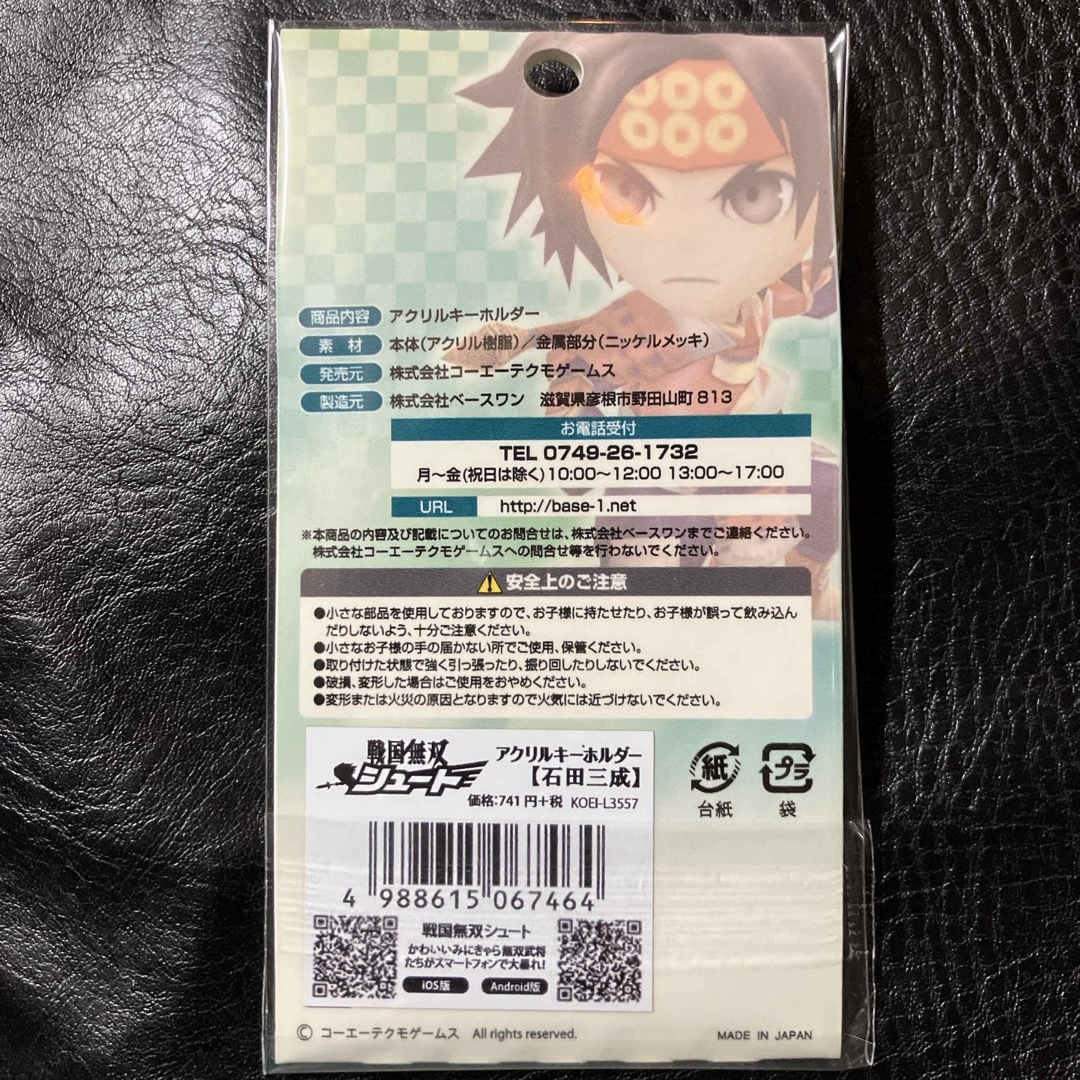 商品内容 アクリルキーホルダー
素材 本体(アクリル樹脂)/金属部分(ニッケルメッキ)
発売元 株式会社コーエーテクモゲームス
製造元 株式会社ベースワン 滋賀県彦根市野田山町813
お電話受付
TEL 0749-26-1732
月〜金(祝日は除く)10:00〜12:00 13:00〜17:00
URL http://base-1.net
※本商品の内容及び記載についてのお問合せは、株式会社ベースワンまでご連絡ください。
株式会社コーエーテクモゲームスへの問合せ等を行わないでください。
安全上のご注意
●小さな部品を使用しておりますので、お子様に持たせたり、お子様が誤って飲み込ん
だりしないよう、十分ご注意ください。
●小さなお子様の手の届かない所でご使用、保管ください。
●取り付けた状態で強く引っ張ったり、振り回したりしないでください。
●破損、変形した場合はご使用をおやめください。
●変形または火災の原因となりますので火気には近づけないでください。
戦国無双
シュート
アクリルキーホルダー
【石田三成】
価格:741円+税 KOEI-L3557
4 988615 067464
戦国無双シュート
かわいいみにきゃら無双武将
たちがスマートフォンで大暴れ!
iOS版 Android版
紙 プラ
台紙 袋
© コーエーテクモゲームス All rights reserved.
MADE IN JAPAN